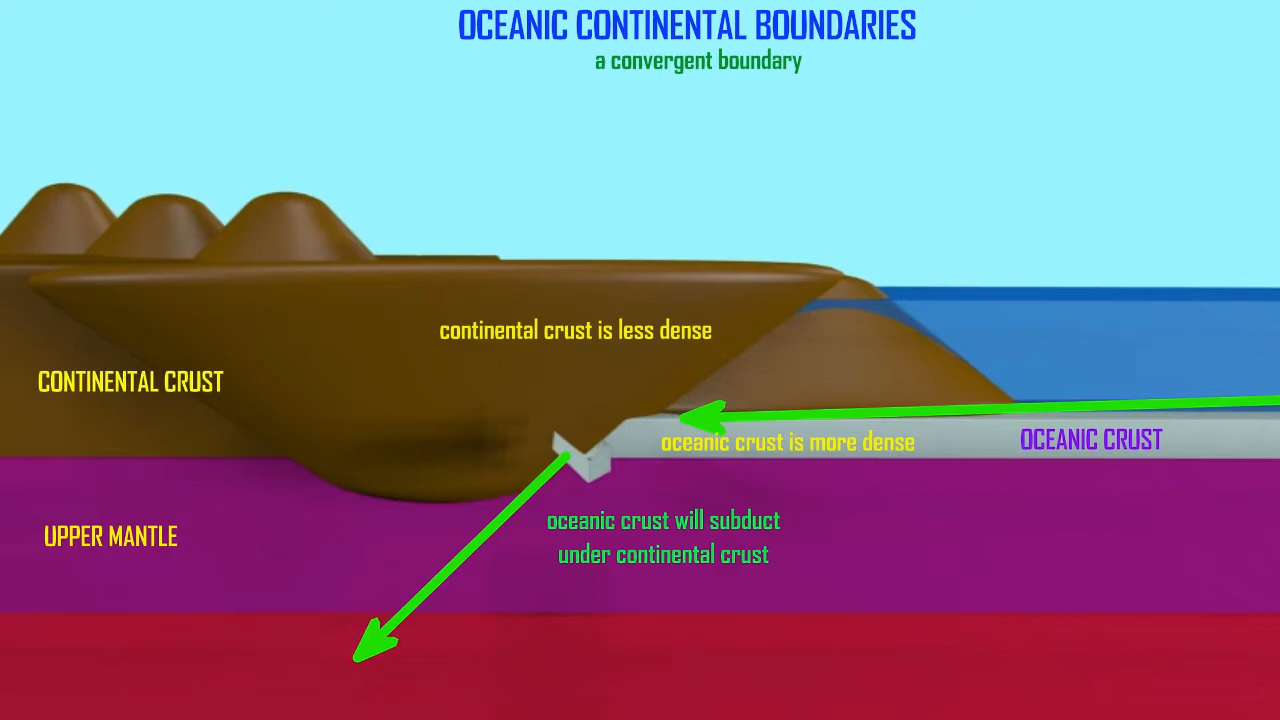 OCEANIC CONTINENTAL BOUNDARIES
a convergent boundary
continental crust is less dense
CONTINENTAL CRUST
oceanic crust is more dense
OCEANIC CRUST
UPPER MANTLE
oceanic crust will subduct
under continental crust